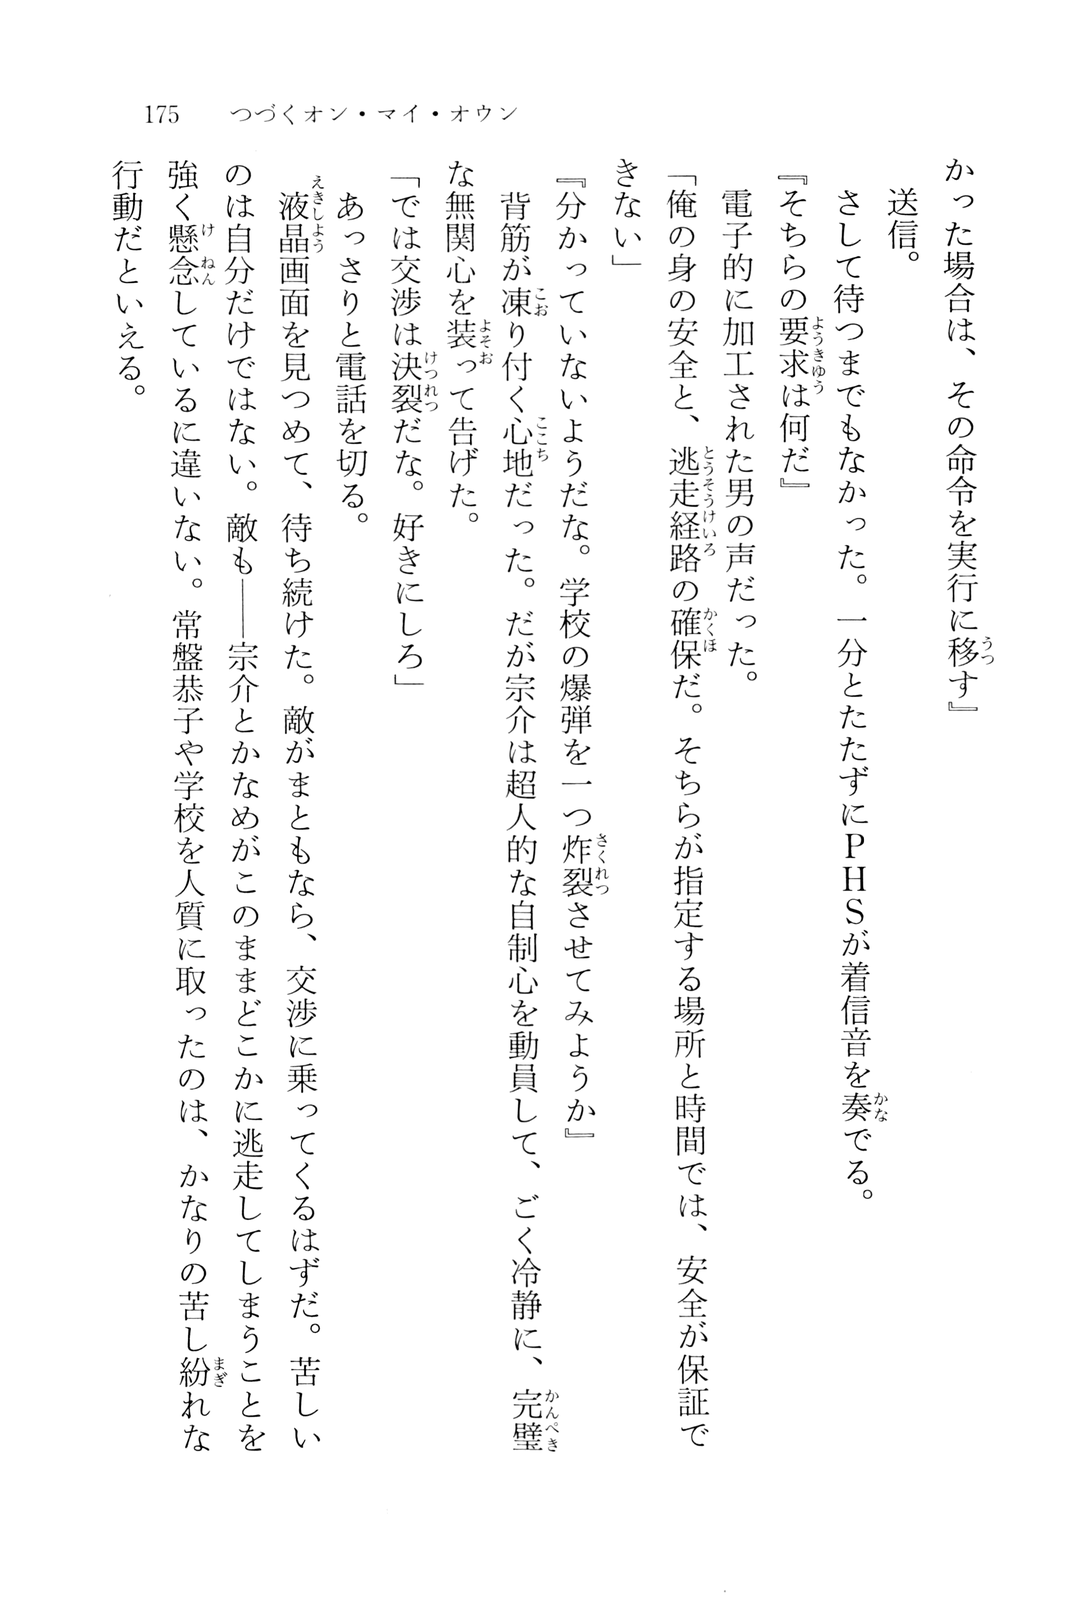 175　つづくオン・マイ・オウン
かった場合は、その命令を実行に移す』
送信。
さして待つまでもなかった。一分とたたずにPHSが着信音を奏でる。
『そちらの要求は何だ』
電子的に加工された男の声だった。
「俺の身の安全と、逃走経路の確保だ。そちらが指定する場所と時間では、安全が保証で
きない」
『分かっていないようだな。学校の爆弾を一つ炸裂させてみようか』
背筋が凍り付く心地だった。だが宗介は超人的な自制心を動員して、ごく冷静に、完璧
な無関心を装って告げた。
「では交渉は決裂だな。好きにしろ」
あっさりと電話を切る。
液晶画面を見つめて、待ち続けた。敵がまともなら、交渉に乗ってくるはずだ。苦しい
のは自分だけではない。敵も――宗介とかなめがこのままどこかに逃走してしまうことを
強く懸念しているに違いない。常盤恭子や学校を人質に取ったのは、かなりの苦し紛れな
行動だといえる。